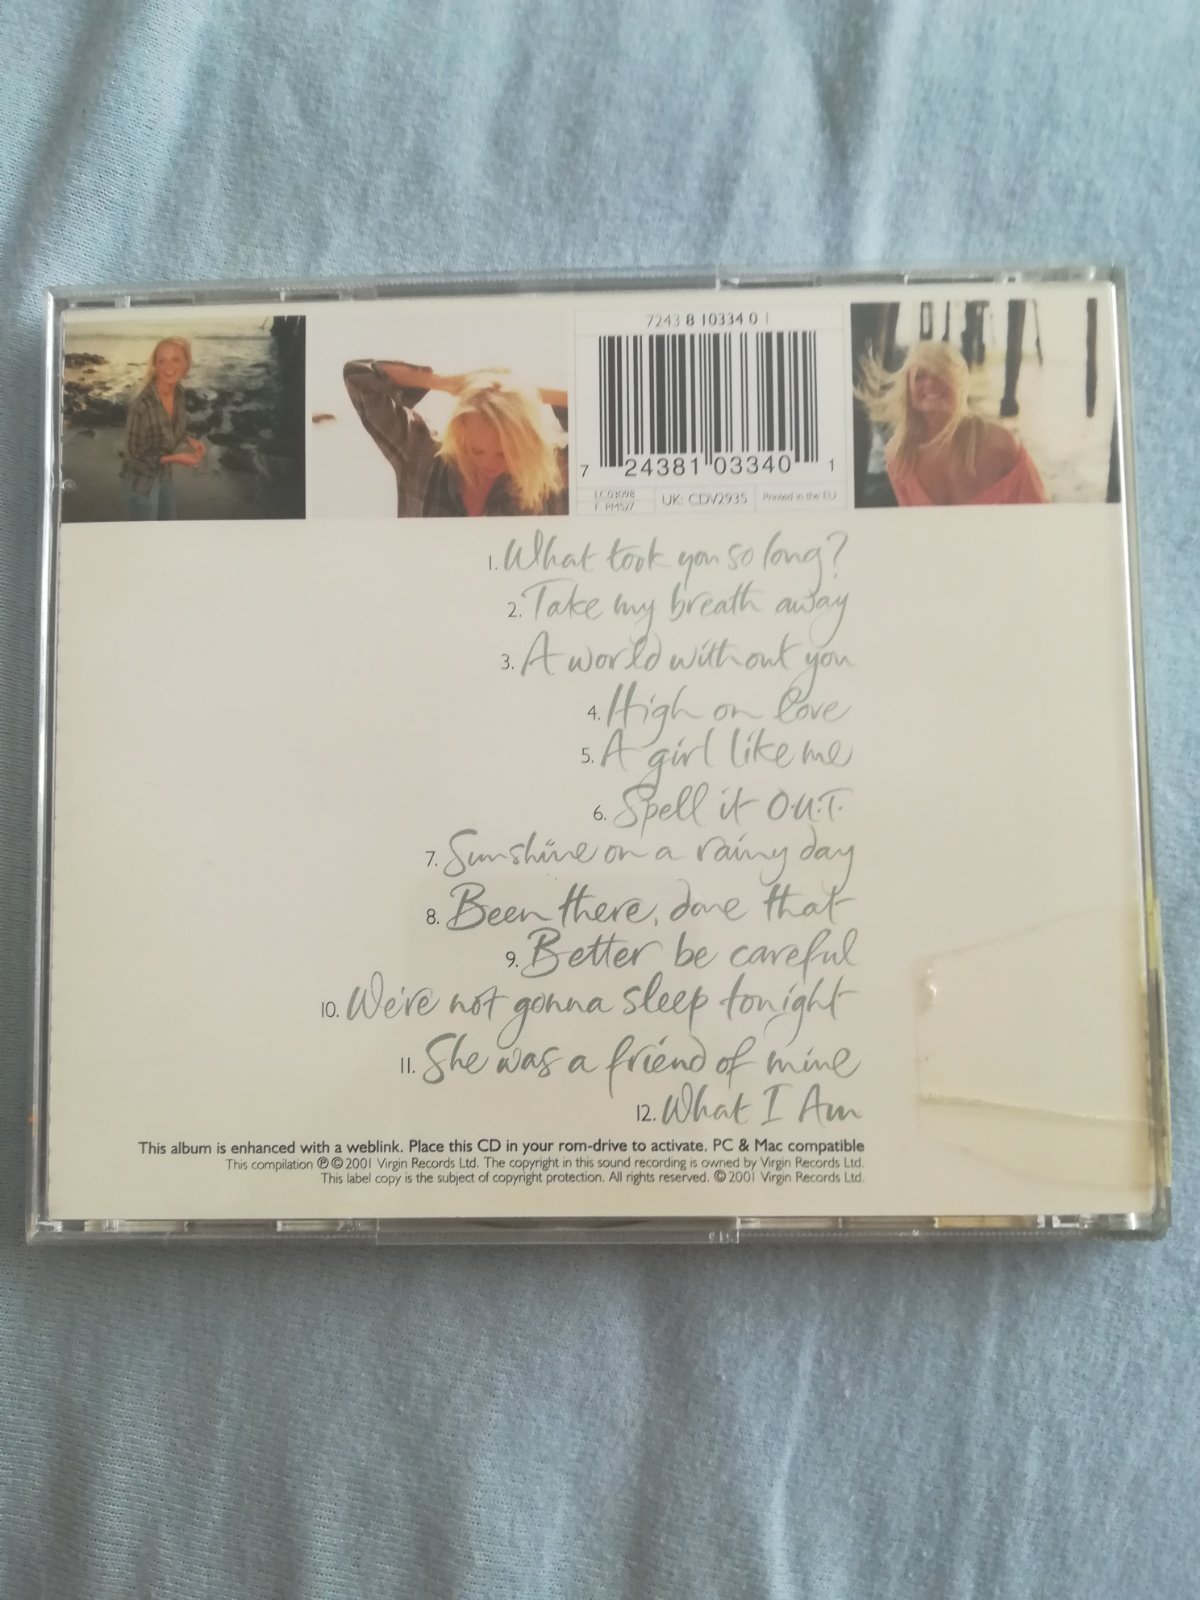 7243 8 10334 0 1
7 24381 03340 1
LC03098
F PM527
UK: CDV2935
Printed in the EU
1. What took you so long?
2. Take my breath away
3. A world without you
4. High on love
5. A girl like me
6. Spell it O.U.T.
7. Sunshine on a rainy day
8. Been there, done that
9. Better be careful
10. We're not gonna sleep tonight
11. She was a friend of mine
12. What I Am
This album is enhanced with a weblink. Place this CD in your rom-drive to activate. PC & Mac compatible
This compilation ℗ © 2001 Virgin Records Ltd. The copyright in this sound recording is owned by Virgin Records Ltd.
This label copy is the subject of copyright protection. All rights reserved. © 2001 Virgin Records Ltd.